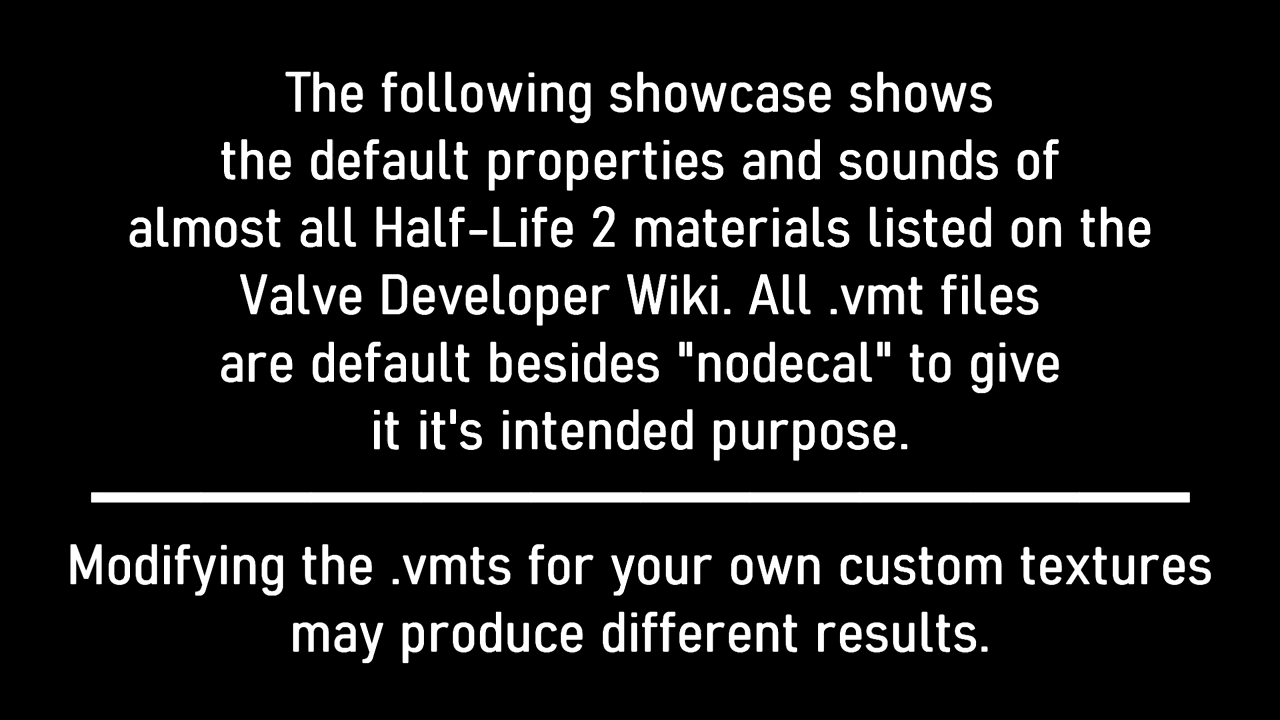 The following showcase shows
the default properties and sounds of
almost all Half-Life 2 materials listed on the
Valve Developer Wiki. All .vmt files
are default besides "nodecal" to give
it it's intended purpose.
Modifying the .vmts for your own custom textures
may produce different results.